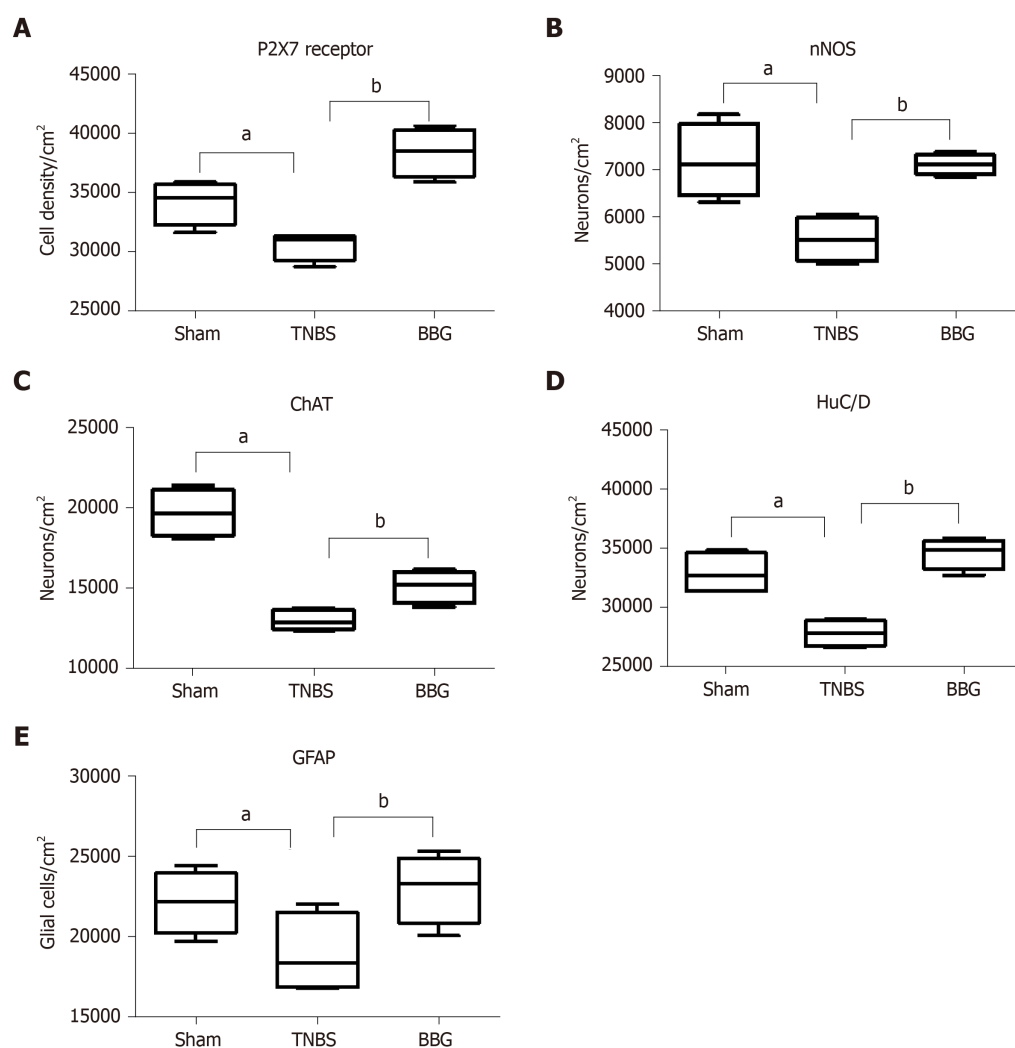 A
P2X7 receptor
45000
40000
35000
30000
25000
Cell density/cm²
a
b
Sham TNBS BBG
B
nNOS
9000
8000
7000
6000
5000
4000
Neurons/cm²
a
b
Sham TNBS BBG
C
ChAT
25000
20000
15000
10000
Neurons/cm²
a
b
Sham TNBS BBG
D
HuC/D
45000
40000
35000
30000
25000
Neurons/cm²
a
b
Sham TNBS BBG
E
GFAP
30000
25000
20000
15000
Glial cells/cm²
a
b
Sham TNBS BBG